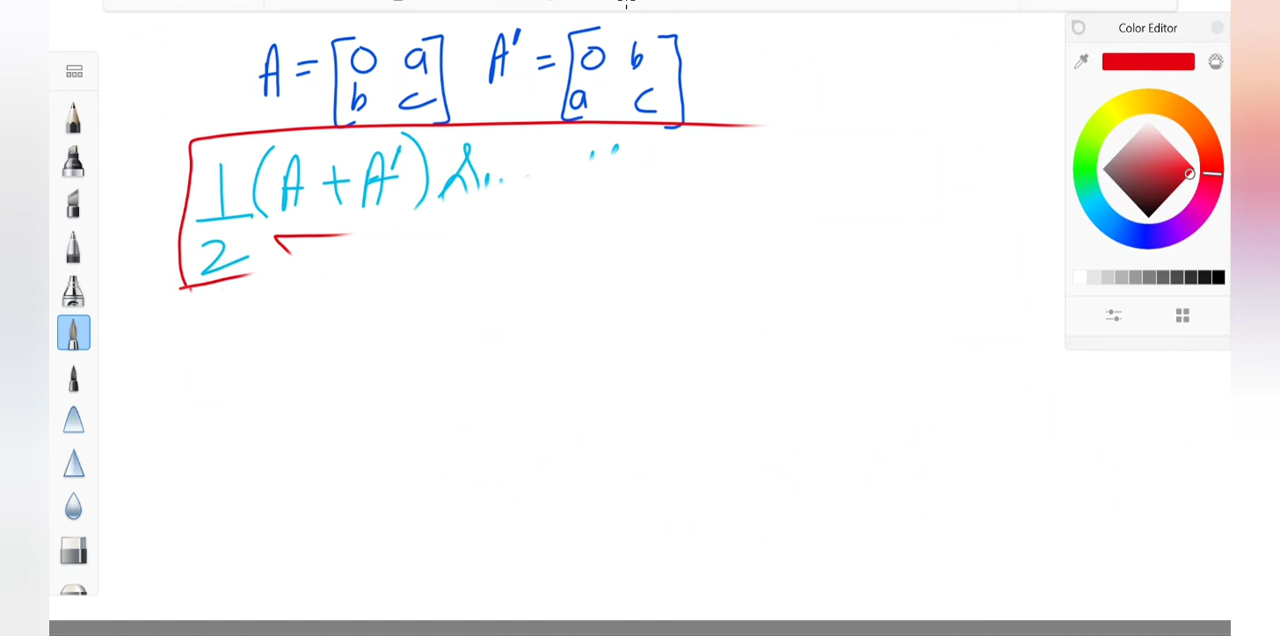 Color Editor
A = [0 a A' = [0 b
b c] a c]
1/2 (A + A')